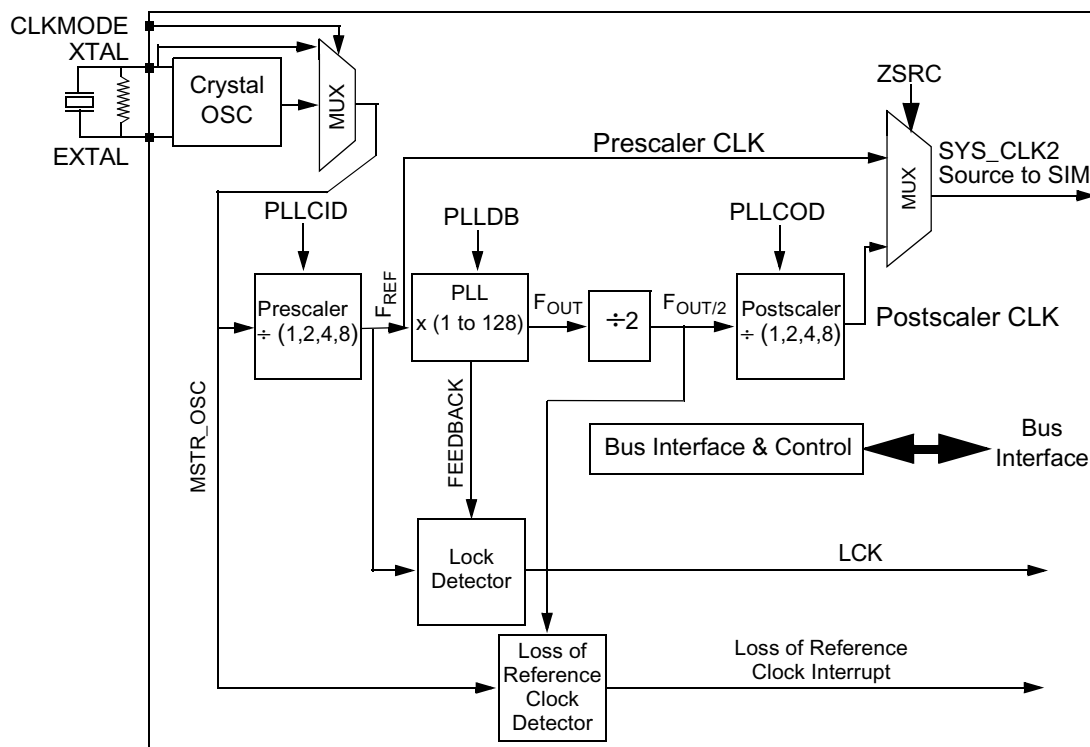 CLKMODE
XTAL
EXTAL
Crystal
OSC
MUX
ZSRC
Prescaler CLK
MUX
SYS_CLK2
Source to SIM
PLLCID
PLLDB
PLLCOD
Prescaler
÷ (1,2,4,8)
FREF
PLL
x (1 to 128)
FOUT
÷2
FOUT/2
Postscaler
÷ (1,2,4,8)
Postscaler CLK
MSTR_OSC
FEEDBACK
Bus Interface & Control
Bus
Interface
Lock
Detector
LCK
Loss of
Reference
Clock
Detector
Loss of Reference
Clock Interrupt